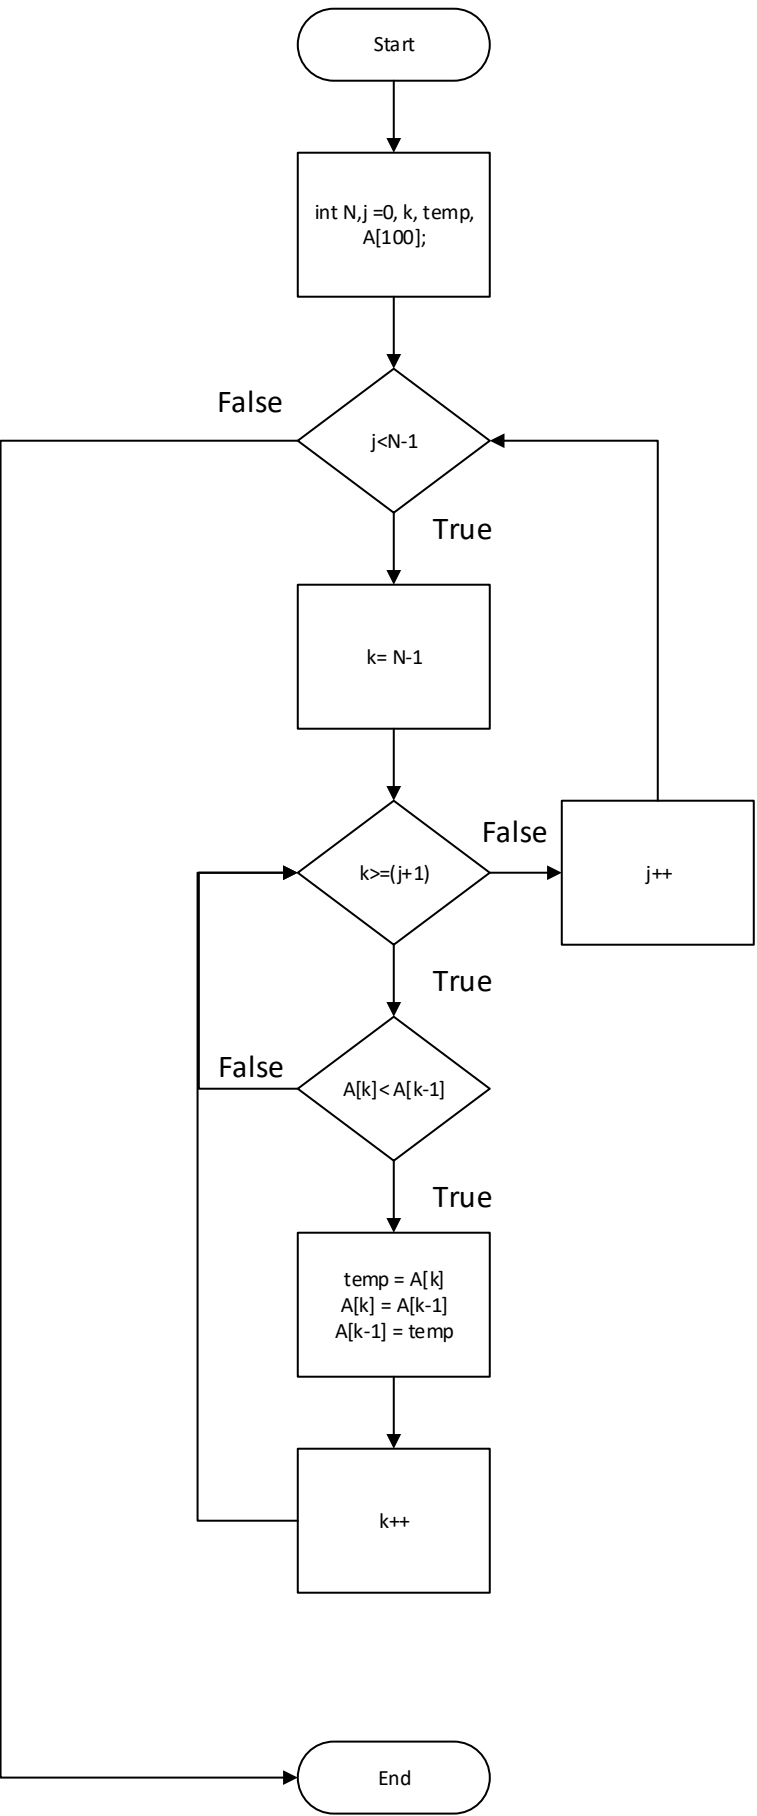 Start
int N,j =0, k, temp,
A[100];
False
j<N-1
True
k= N-1
False
k>=(j+1)
j++
True
False
A[k]< A[k-1]
True
temp = A[k]
A[k] = A[k-1]
A[k-1] = temp
k++
End